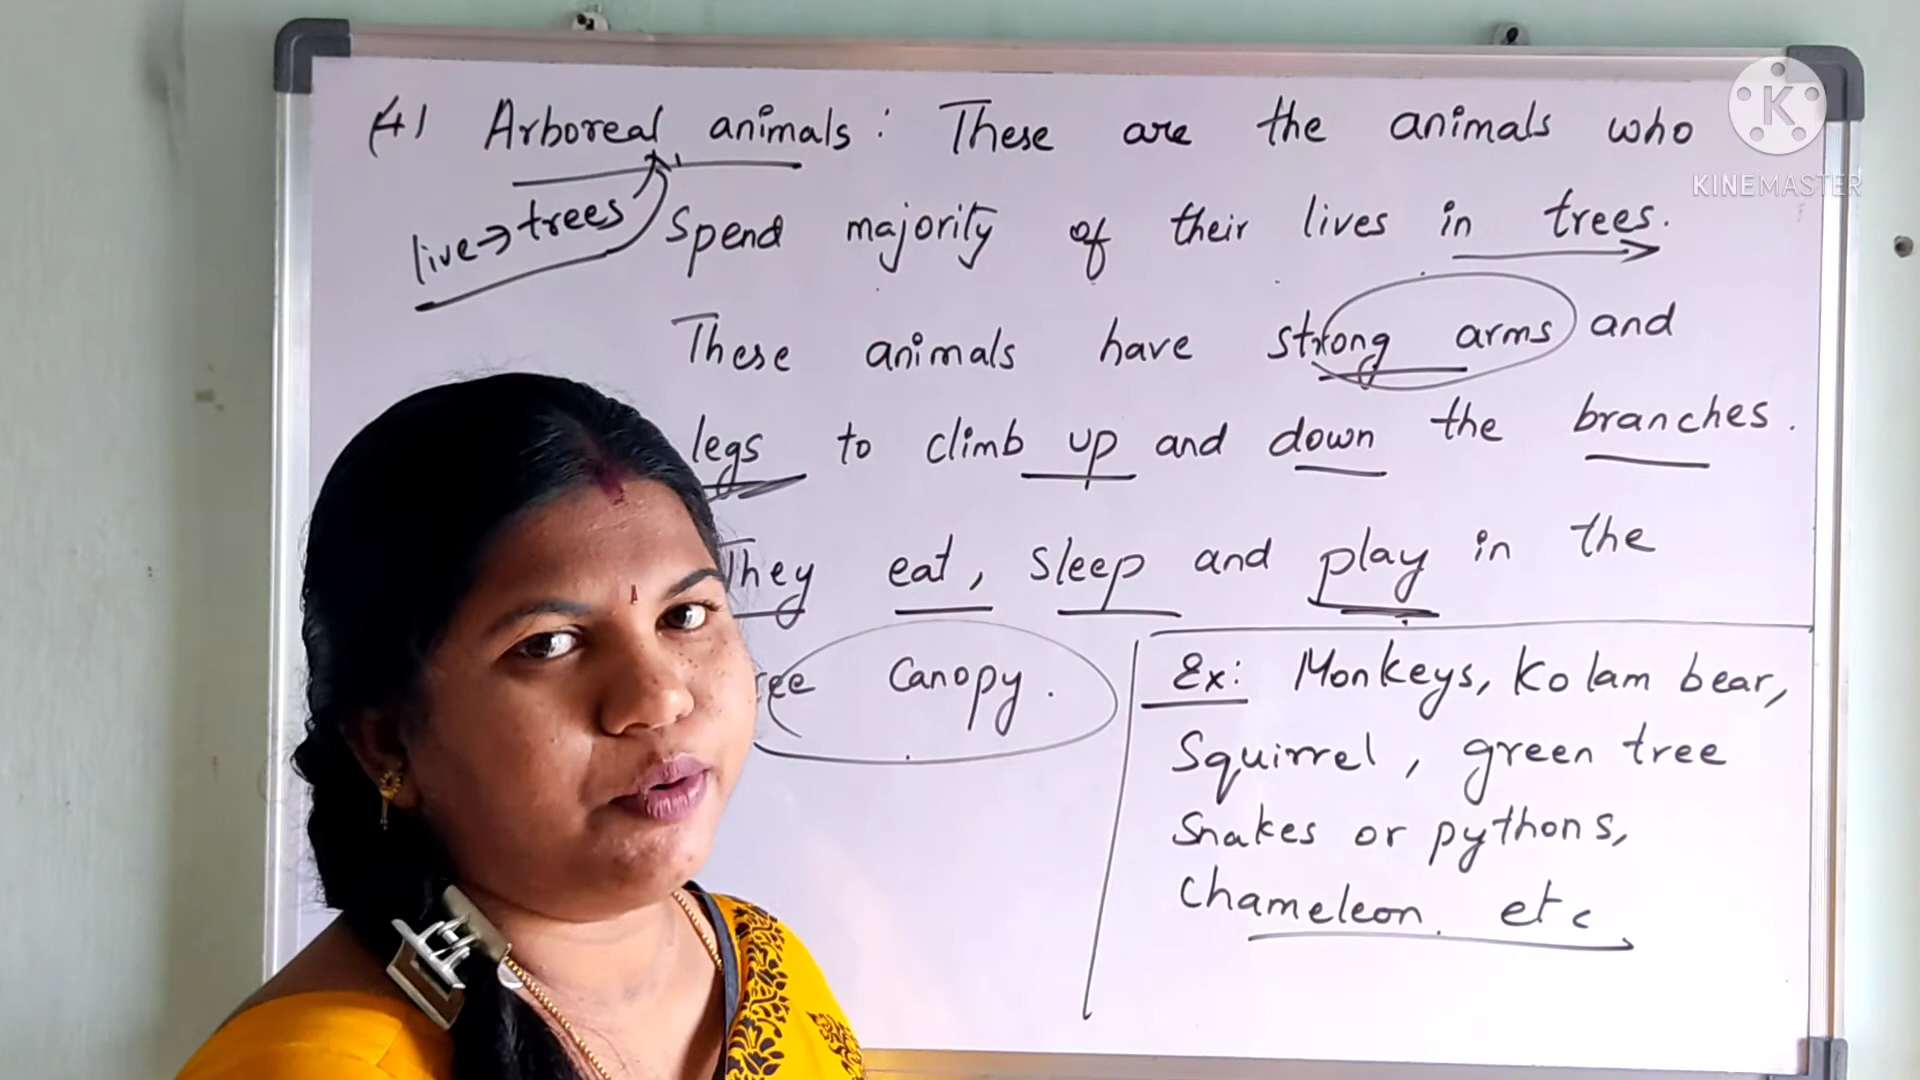 (4) Arboreal animals: These are the animals who
live → trees
spend majority of their lives in trees.
These animals have strong arms and
legs to climb up and down the branches.
They eat, sleep and play in the
canopy.
Ex: Monkeys, Kolam bear,
Squirrel, green tree
snakes or pythons,
chameleon etc
KINEMASTER